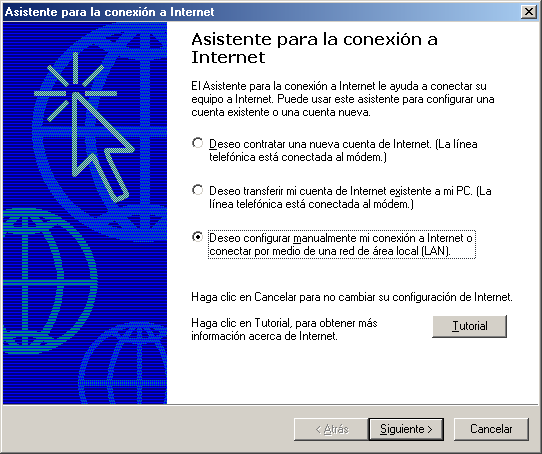 Asistente para la conexión a Internet
Asistente para la conexión a
Internet
El Asistente para la conexión a Internet le ayuda a conectar su
equipo a Internet. Puede usar este asistente para configurar una
cuenta existente o una cuenta nueva.
Deseo contratar una nueva cuenta de Internet. (La línea
telefónica está conectada al módem.)
Deseo transferir mi cuenta de Internet existente a mi PC. (La
línea telefónica está conectada al módem.)
Deseo configurar manualmente mi conexión a Internet o
conectar por medio de una red de área local (LAN).
Haga clic en Cancelar para no cambiar su configuración de Internet.
Haga clic en Tutorial, para obtener más
información acerca de Internet.
Tutorial
< Atrás
Siguiente >
Cancelar